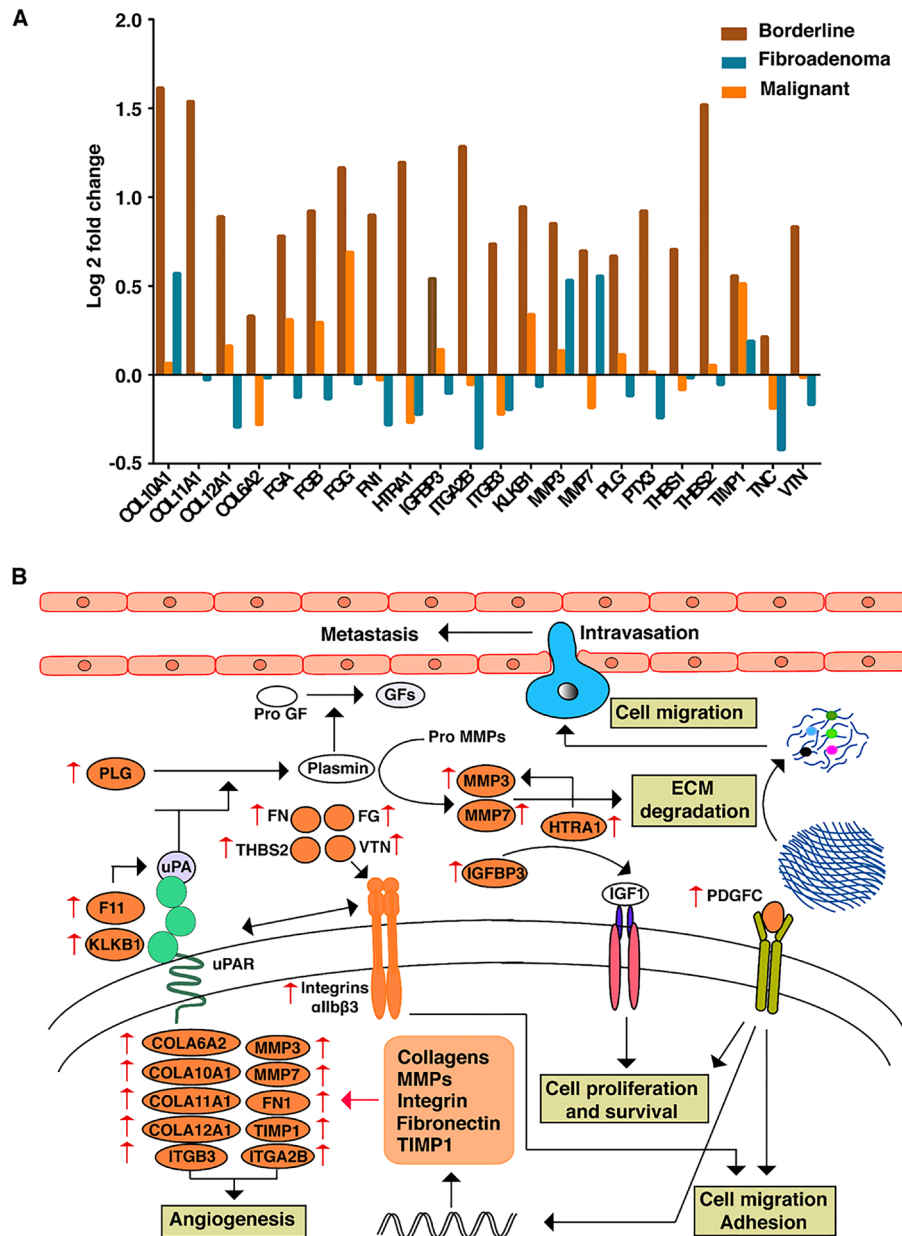 A
2.0
1.5
1.0
0.5
0.0
-0.5
Log 2 fold change
Borderline
Fibroadenoma
Malignant
COL10A1
COL11A1
COL12A1
COL6A2
FGA
FGB
FGG
FN1
HTRA1
IGFBP3
ITGA2B
ITGB3
KLKB1
MMP3
MMP7
PLG
PTX3
THBS1
THBS2
TIMP1
TNC
VTN
B
Metastasis
Intravasation
Pro GF
GFs
Cell migration
PLG
Plasmin
Pro MMPs
MMP3
MMP7
HTRA1
ECM
degradation
FN
FG
THBS2
VTN
uPA
IGFBP3
IGF1
PDGFC
F11
KLKB1
uPAR
Integrins
αIIbβ3
COLA6A2
COLA10A1
COLA11A1
COLA12A1
ITGB3
MMP3
MMP7
FN1
TIMP1
ITGA2B
Collagens
MMPs
Integrin
Fibronectin
TIMP1
Cell proliferation
and survival
Angiogenesis
Cell migration
Adhesion